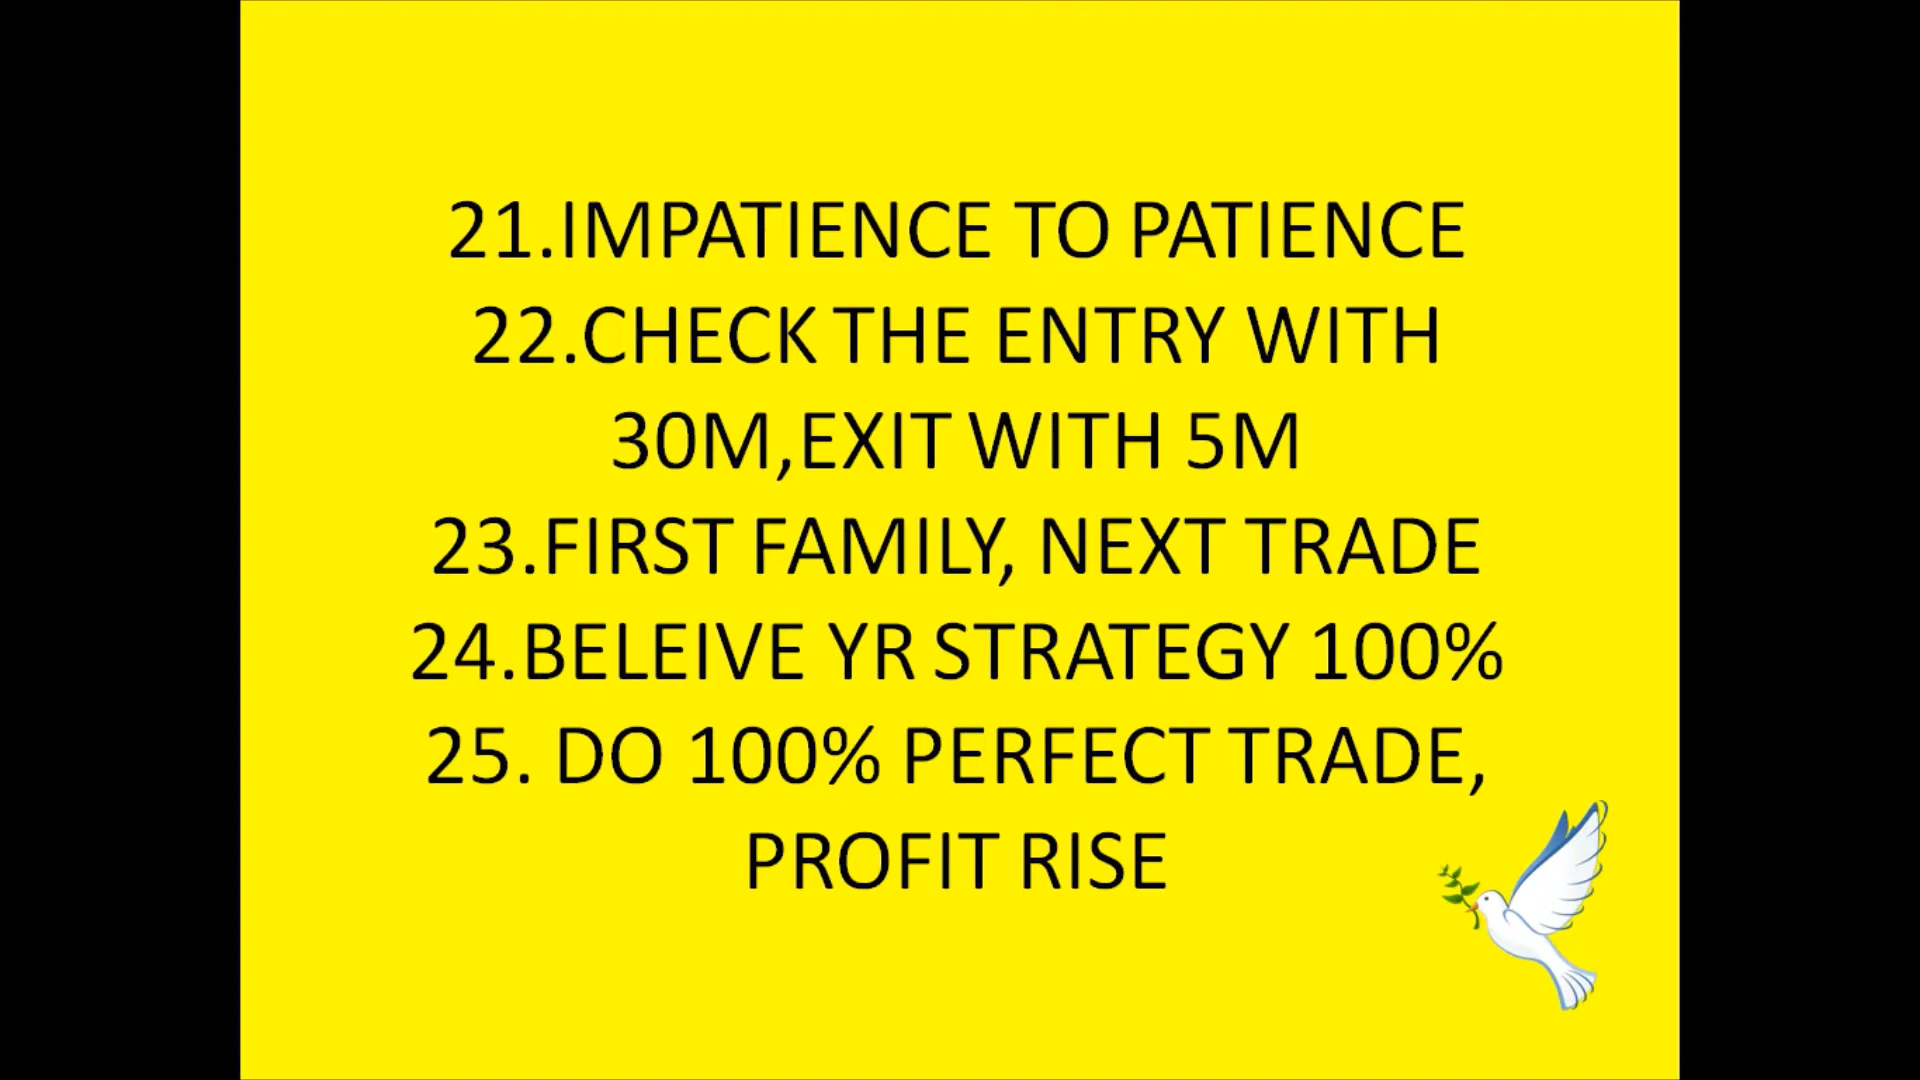 21.IMPATIENCE TO PATIENCE
22.CHECK THE ENTRY WITH
30M,EXIT WITH 5M
23.FIRST FAMILY, NEXT TRADE
24.BELEIVE YR STRATEGY 100%
25. DO 100% PERFECT TRADE,
PROFIT RISE